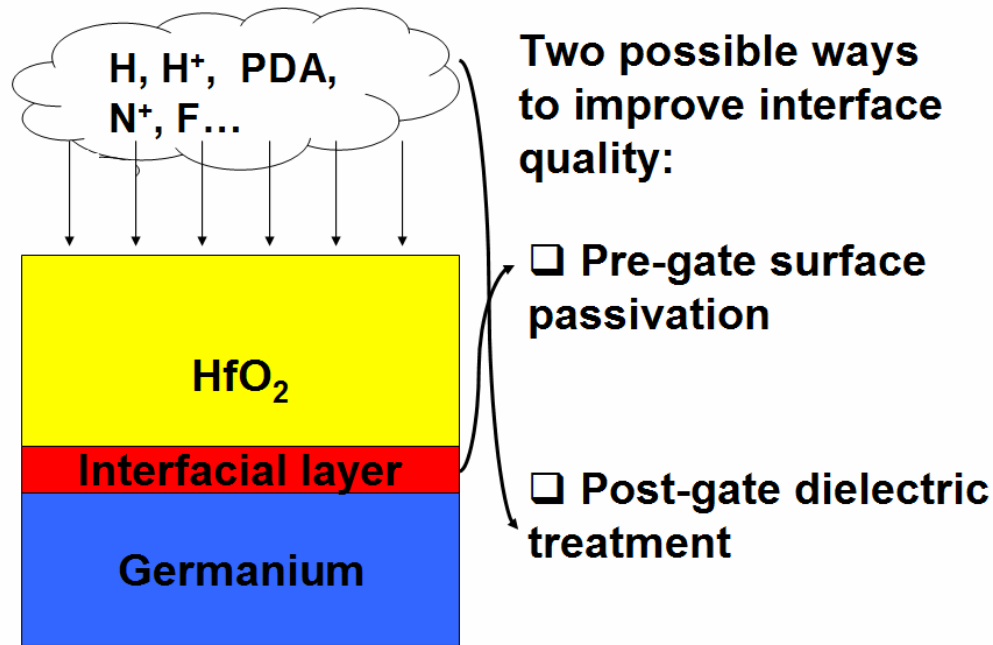 H, H⁺, PDA,
N⁺, F...
Two possible ways
to improve interface
quality:
❑ Pre-gate surface
passivation
HfO₂
Interfacial layer
❑ Post-gate dielectric
treatment
Germanium